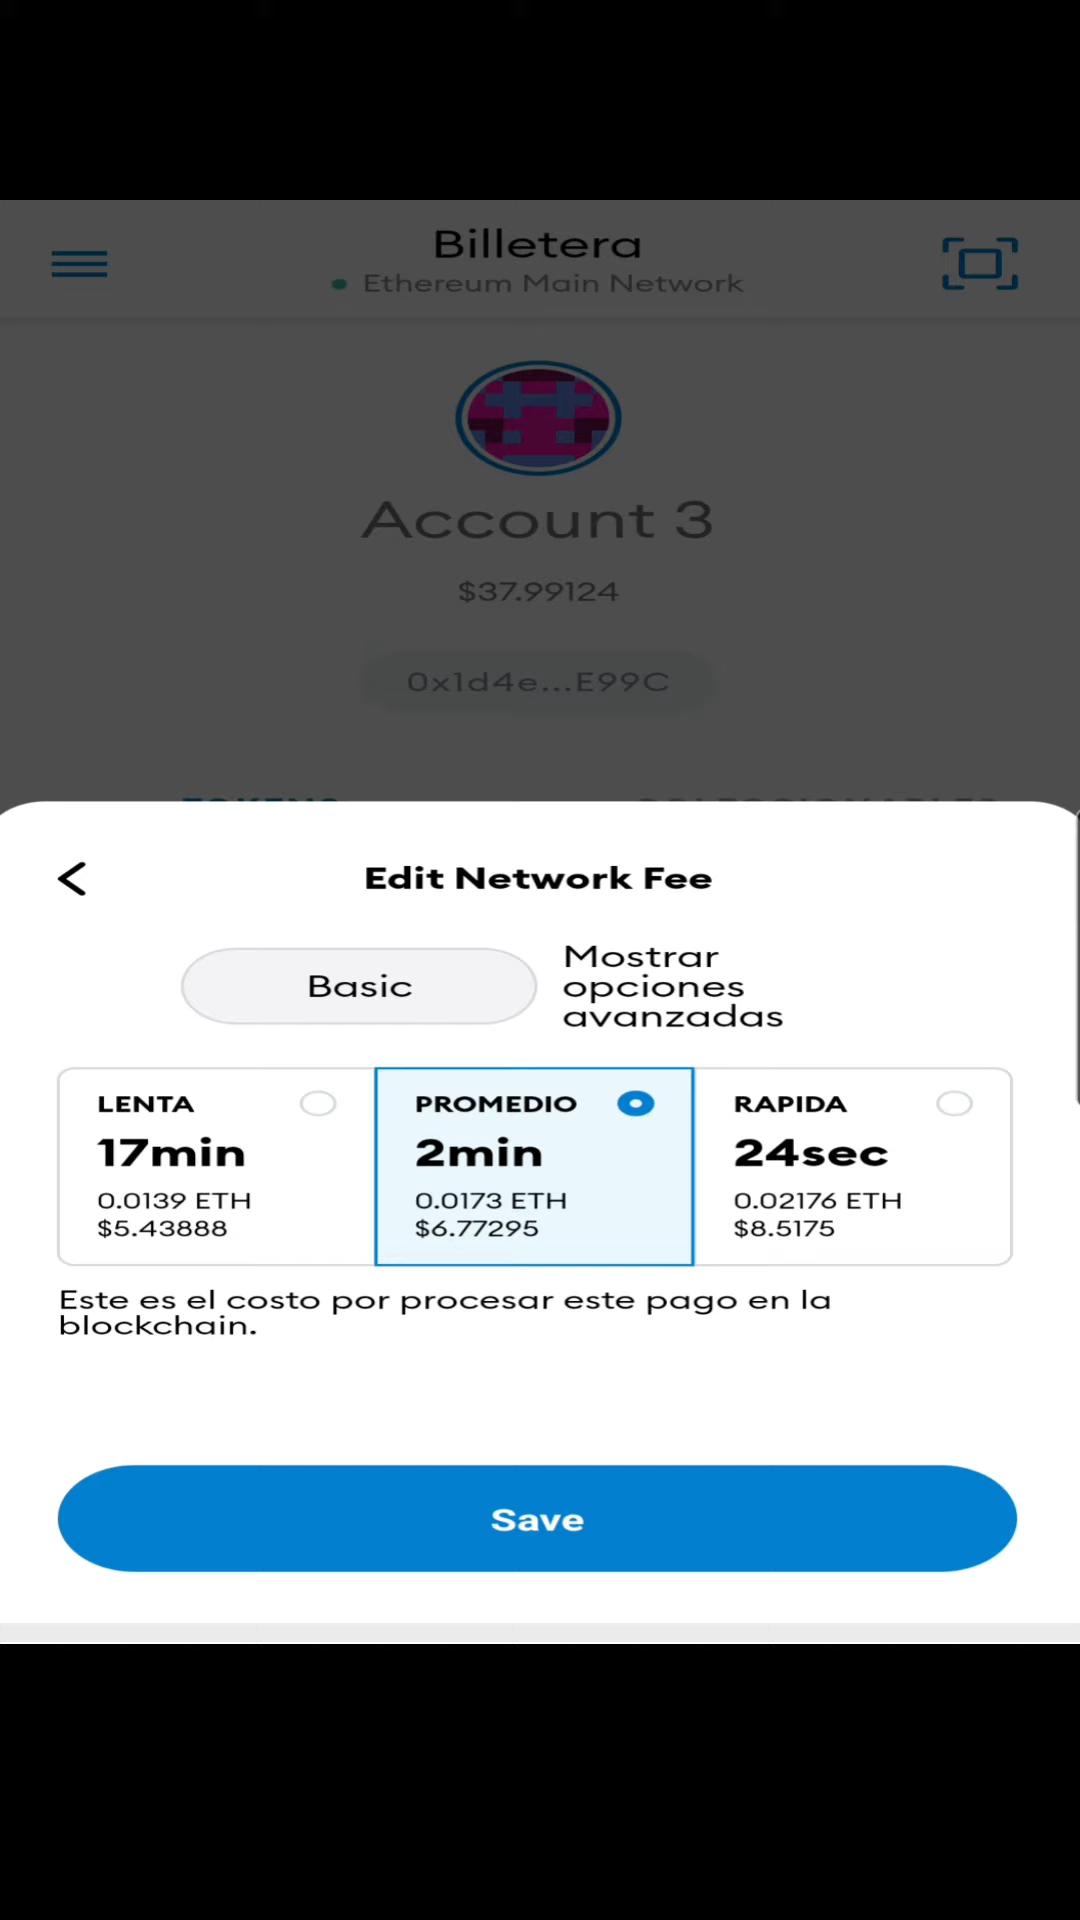 Billetera
Ethereum Main Network
Account 3
$37.99124
0x1d4e...E99C
Edit Network Fee
Basic
Mostrar
opciones
avanzadas
LENTA
17min
0.0139 ETH
$5.43888
PROMEDIO
2min
0.0173 ETH
$6.77295
RAPIDA
24sec
0.02176 ETH
$8.5175
Este es el costo por procesar este pago en la
blockchain.
Save